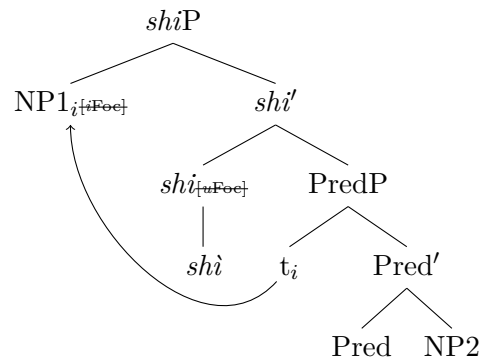 shiP
NP1i[iFoc] shi′
shi[uFoc] PredP
shì ti Pred′
Pred NP2